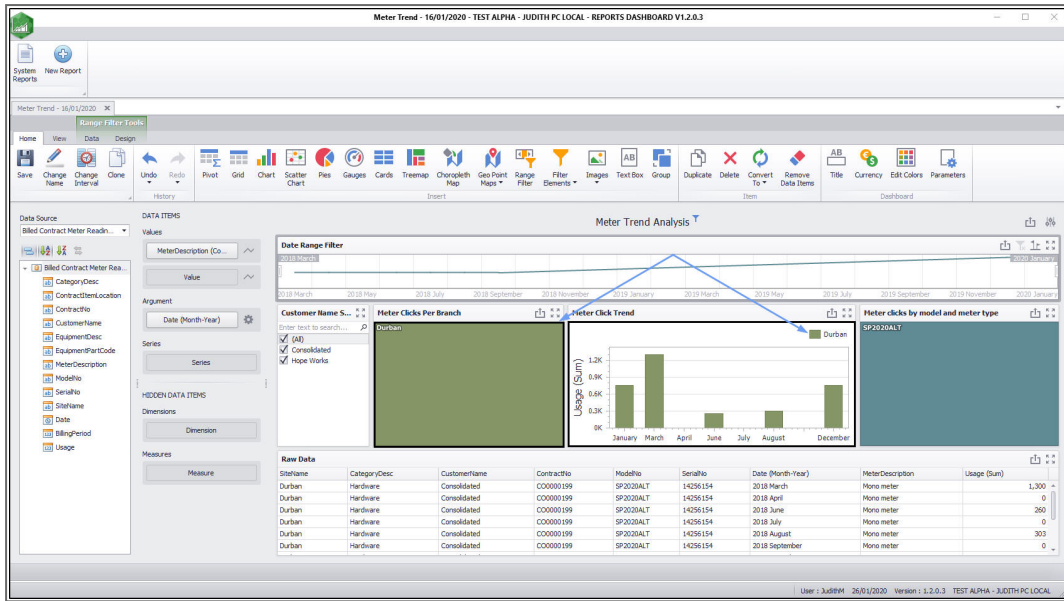 Meter Trend - 16/01/2020 - TEST ALPHA - JUDITH PC LOCAL - REPORTS DASHBOARD V1.2.0.3
System Reports
New Report
Meter Trend - 16/01/2020
Range Filter Tools
Home View Data Design
Save Change Name Change Interval Clone Undo Redo Pivot Grid Chart Scatter Chart Pies Gauges Cards Treemap Choropleth Map Geo Point Maps Range Filter Filter Elements Images Text Box Group Duplicate Delete Convert To Remove Data Items Title Currency Edit Colors Parameters
History Insert Item Dashboard
Data Source
Billed Contract Meter Readin...
Billed Contract Meter Rea...
CategoryDesc
ContractItemLocation
ContractNo
CustomerName
EquipmentDesc
EquipmentPartCode
MeterDescription
ModelNo
SerialNo
SiteName
Date
BillingPeriod
Usage
DATA ITEMS
Values
MeterDescription (Co...
Value
Argument
Date (Month-Year)
Series
Series
HIDDEN DATA ITEMS
Dimensions
Dimension
Measures
Measure
Meter Trend Analysis
Date Range Filter
2018 March 2020 January
2018 March 2018 May 2018 July 2018 September 2018 November 2019 January 2019 March 2019 May 2019 July 2019 September 2019 November 2020 January
Customer Name S...
Enter text to search...
(All)
Consolidated
Hope Works
Meter Clicks Per Branch
Durban
Meter Click Trend
Durban
Usage (Sum)
1.2K
0.9K
0.6K
0.3K
0K
January March April June July August December
Meter clicks by model and meter type
SP2020ALT
Raw Data
SiteName CategoryDesc CustomerName ContractNo ModelNo SerialNo Date (Month-Year) MeterDescription Usage (Sum)
Durban Hardware Consolidated CO0000199 SP2020ALT 14256154 2018 March Mono meter 1,300
Durban Hardware Consolidated CO0000199 SP2020ALT 14256154 2018 April Mono meter 0
Durban Hardware Consolidated CO0000199 SP2020ALT 14256154 2018 June Mono meter 260
Durban Hardware Consolidated CO0000199 SP2020ALT 14256154 2018 July Mono meter 0
Durban Hardware Consolidated CO0000199 SP2020ALT 14256154 2018 August Mono meter 303
Durban Hardware Consolidated CO0000199 SP2020ALT 14256154 2018 September Mono meter 0
User : JudithM 26/01/2020 Version : 1.2.0.3 TEST ALPHA - JUDITH PC LOCAL